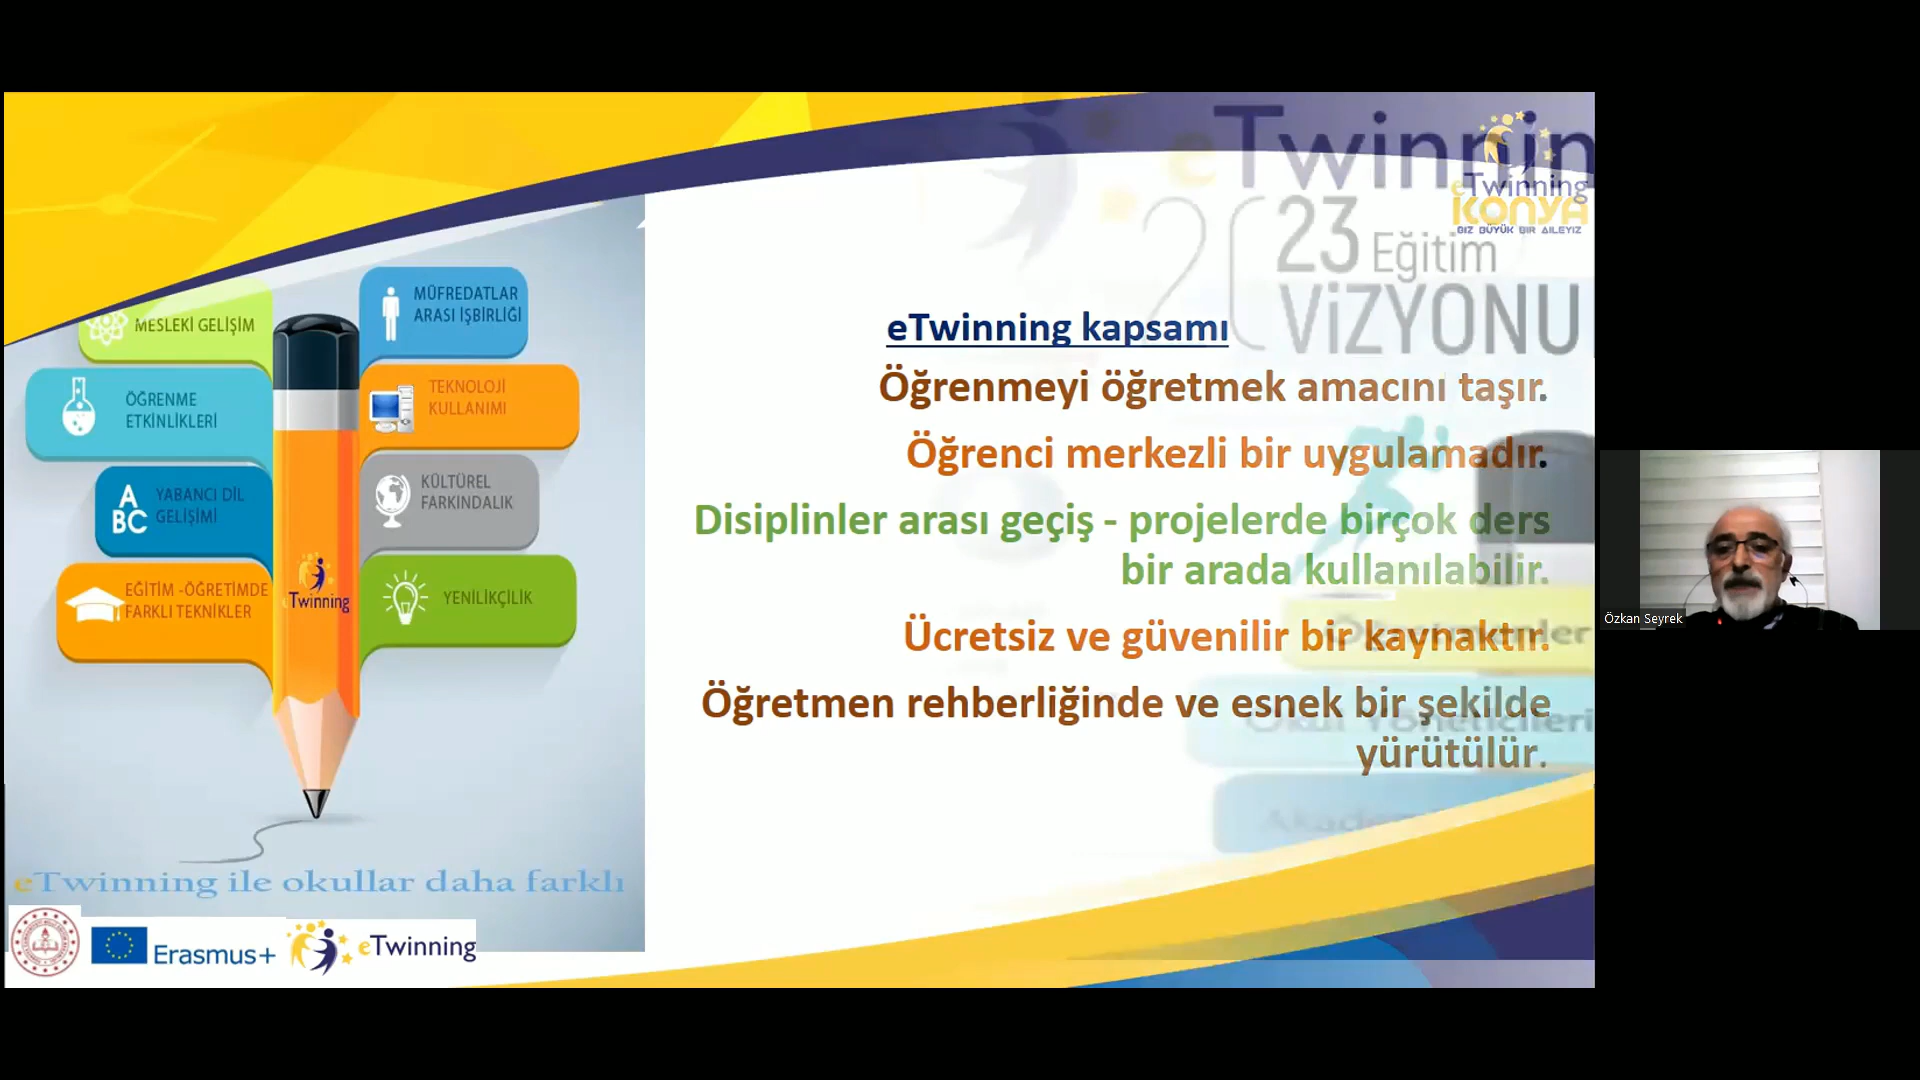 eTwinnin
2023 Eğitim
VİZYONU
eTwinning
KONYA
BİZ BÜYÜK BİR AİLEYİZ
MESLEKİ GELİŞİM
MÜFREDATLAR
ARASI İŞBİRLİĞİ
ÖĞRENME
ETKİNLİKLERİ
TEKNOLOJİ
KULLANIMI
A
BC
YABANCI DİL
GELİŞİMİ
KÜLTÜREL
FARKINDALIK
EĞİTİM -ÖĞRETİMDE
FARKLI TEKNİKLER
YENİLİKÇİLİK
eTwinning
eTwinning ile okullar daha farklı
Erasmus+
eTwinning
eTwinning kapsamı
Öğrenmeyi öğretmek amacını taşır.
Öğrenci merkezli bir uygulamadır.
Disiplinler arası geçiş - projelerde birçok ders
bir arada kullanılabilir.
Ücretsiz ve güvenilir bir kaynaktır.
Öğretmen rehberliğinde ve esnek bir şekilde
yürütülür.
Özkan Seyrek